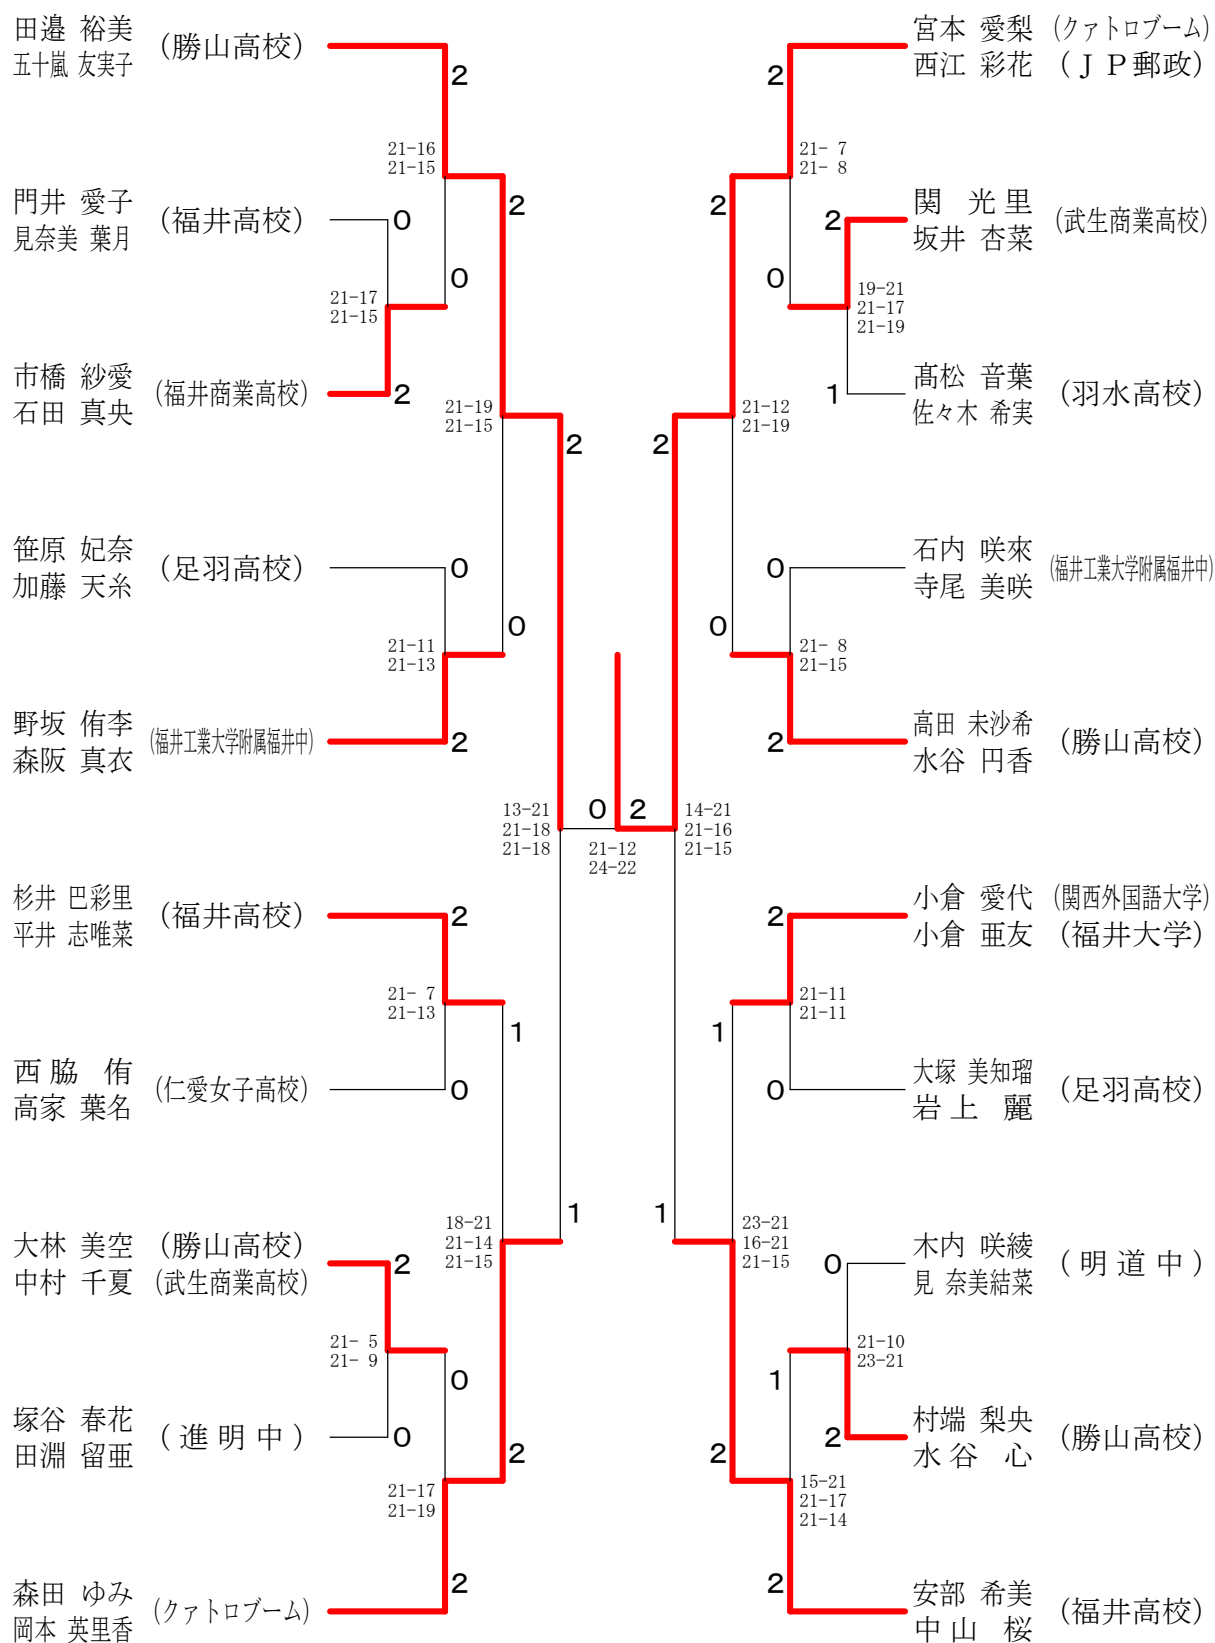 田邉 裕美
五十嵐 友実子
(勝山高校)
2
21-16
21-15
門井 愛子
見奈美 葉月
(福井高校)
0
2
0
21-17
21-15
市橋 紗愛
石田 真央
(福井商業高校)
2
21-19
21-15
2
笹原 妃奈
加藤 天糸
(足羽高校)
0
0
21-11
21-13
野坂 侑李
森阪 真衣
(福井工業大学附属福井中)
2
13-21
21-18
21-18
0
2
21-12
24-22
杉井 巴彩里
平井 志唯菜
(福井高校)
2
21- 7
21-13
1
西脇 侑
高家 葉名
(仁愛女子高校)
0
1
18-21
21-14
21-15
大林 美空 (勝山高校)
中村 千夏 (武生商業高校)
2
21- 5
21- 9
0
塚谷 春花
田淵 留亜
(進明中)
0
2
21-17
21-19
森田 ゆみ
岡本 英里香
(クァトロブーム)
2
宮本 愛梨 (クァトロブーム)
西江 彩花 (JP郵政)
2
21- 7
21- 8
2
関 光里
坂井 杏菜
(武生商業高校)
2
0
19-21
21-17
21-19
髙松 音葉
佐々木 希実
(羽水高校)
1
21-12
21-19
2
石内 咲來
寺尾 美咲
(福井工業大学附属福井中)
0
0
21- 8
21-15
高田 未沙希
水谷 円香
(勝山高校)
2
14-21
21-16
21-15
小倉 愛代 (関西外国語大学)
小倉 亜友 (福井大学)
2
21-11
21-11
1
大塚 美知瑠
岩上 麗
(足羽高校)
0
1
23-21
16-21
21-15
木内 咲綾
見 奈美結菜
(明道中)
0
21-10
23-21
1
村端 梨央
水谷 心
(勝山高校)
2
2
15-21
21-17
21-14
安部 希美
中山 桜
(福井高校)
2